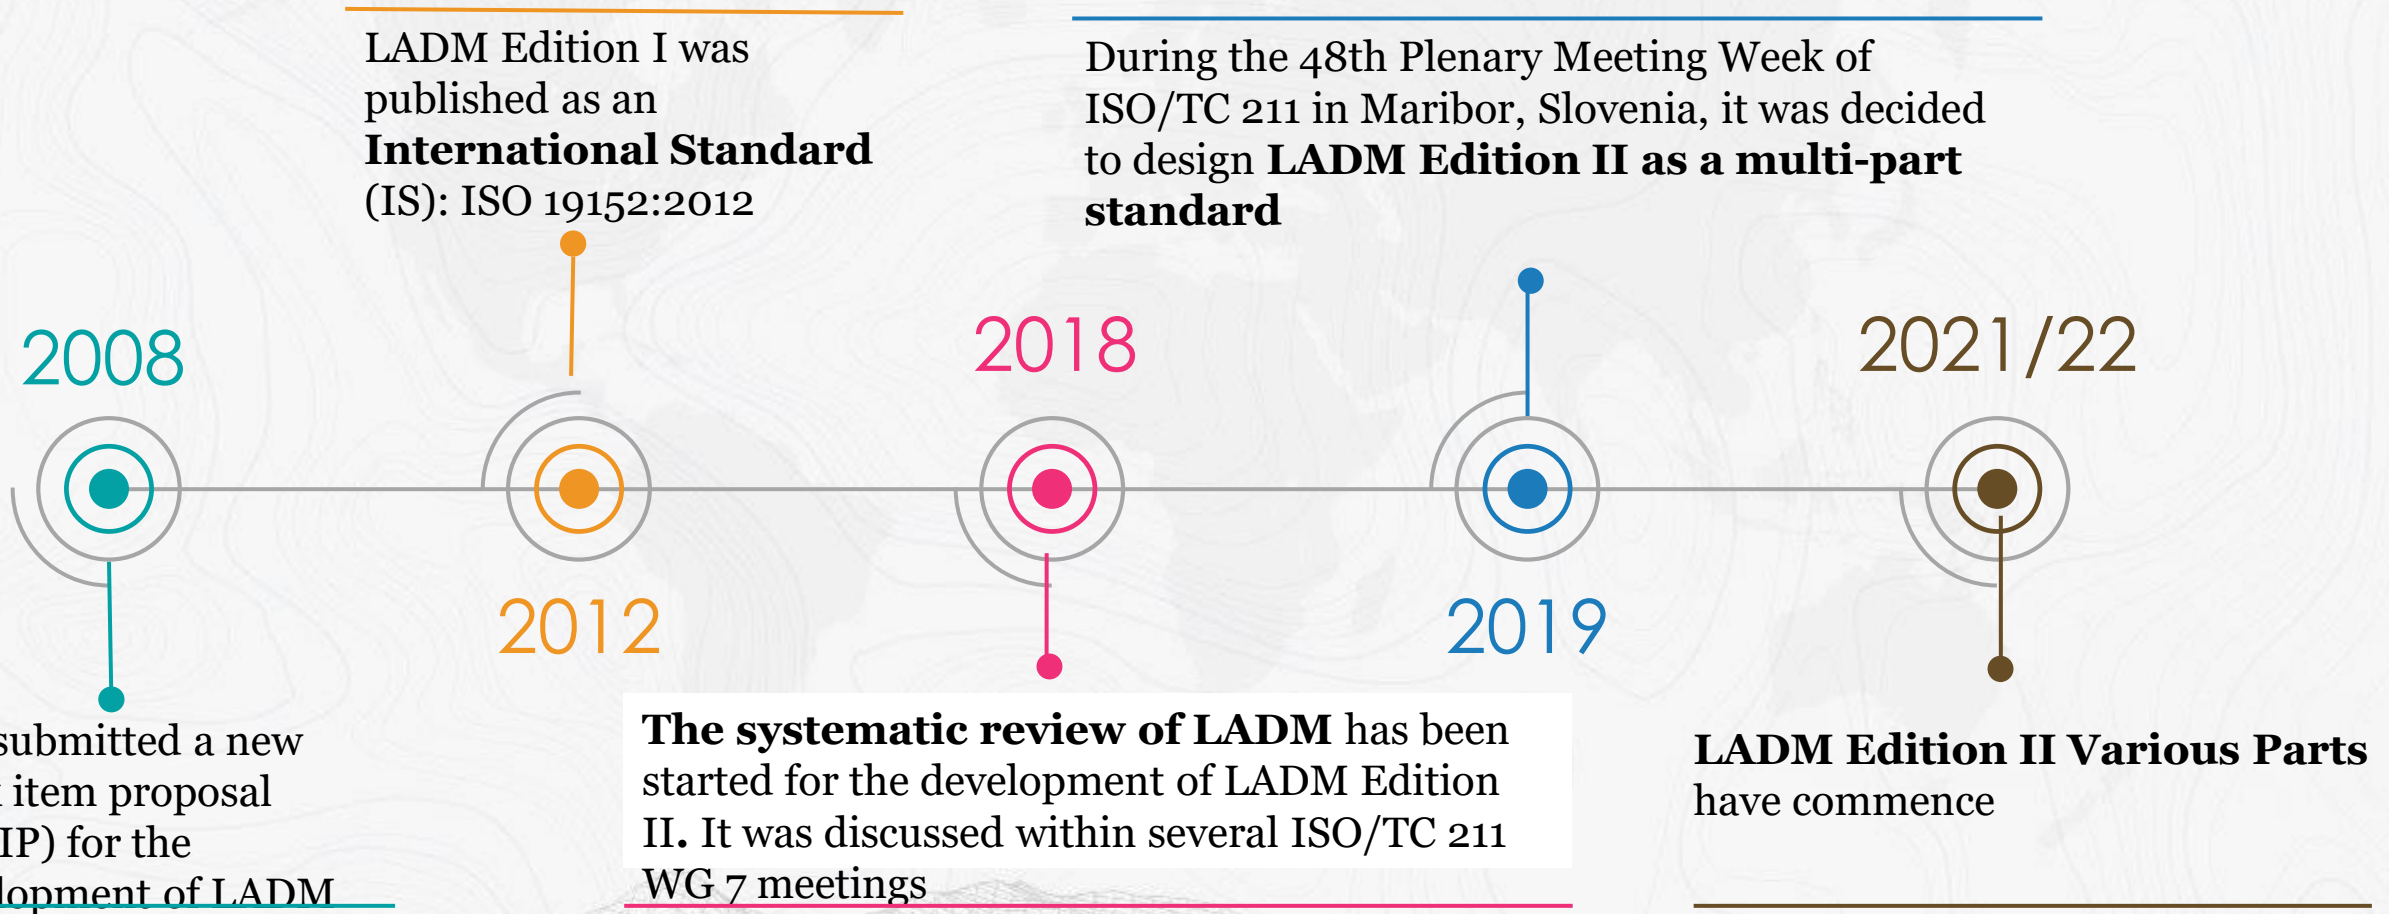 LADM Edition I was
published as an
International Standard
(IS): ISO 19152:2012
During the 48th Plenary Meeting Week of
ISO/TC 211 in Maribor, Slovenia, it was decided
to design LADM Edition II as a multi-part
standard
2008
2018
2021/22
2012
2019
submitted a new
item proposal
IP) for the
lopment of LADM
The systematic review of LADM has been
started for the development of LADM Edition
II. It was discussed within several ISO/TC 211
WG 7 meetings
LADM Edition II Various Parts
have commence